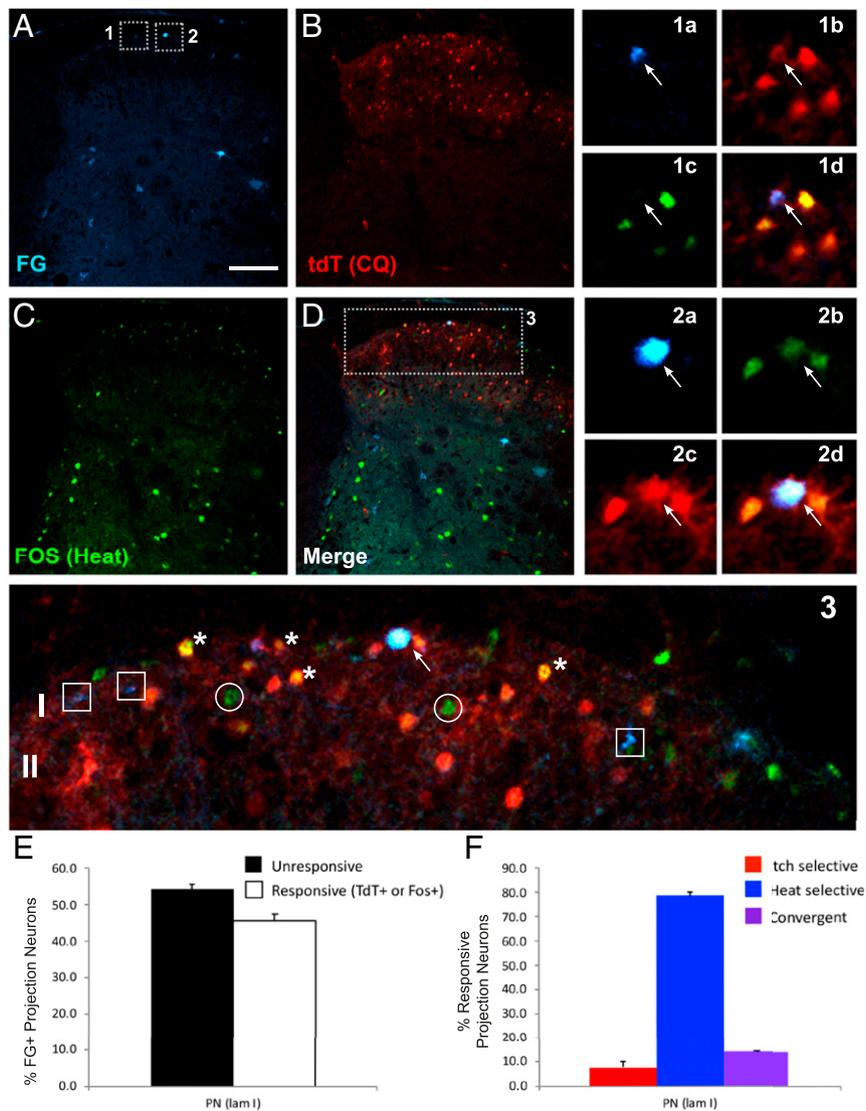 A
1
2
FG
B
tdT (CQ)
1a
1b
1c
1d
C
FOS (Heat)
D
3
Merge
2a
2b
2c
2d
3
*
*
*
*
I
II
E
Unresponsive
Responsive (TdT+ or Fos+)
% FG+ Projection Neurons
60.0
50.0
40.0
30.0
20.0
10.0
0.0
PN (lam I)
F
Itch selective
Heat selective
Convergent
% Responsive
Projection Neurons
90.0
80.0
70.0
60.0
50.0
40.0
30.0
20.0
10.0
0.0
PN (lam I)